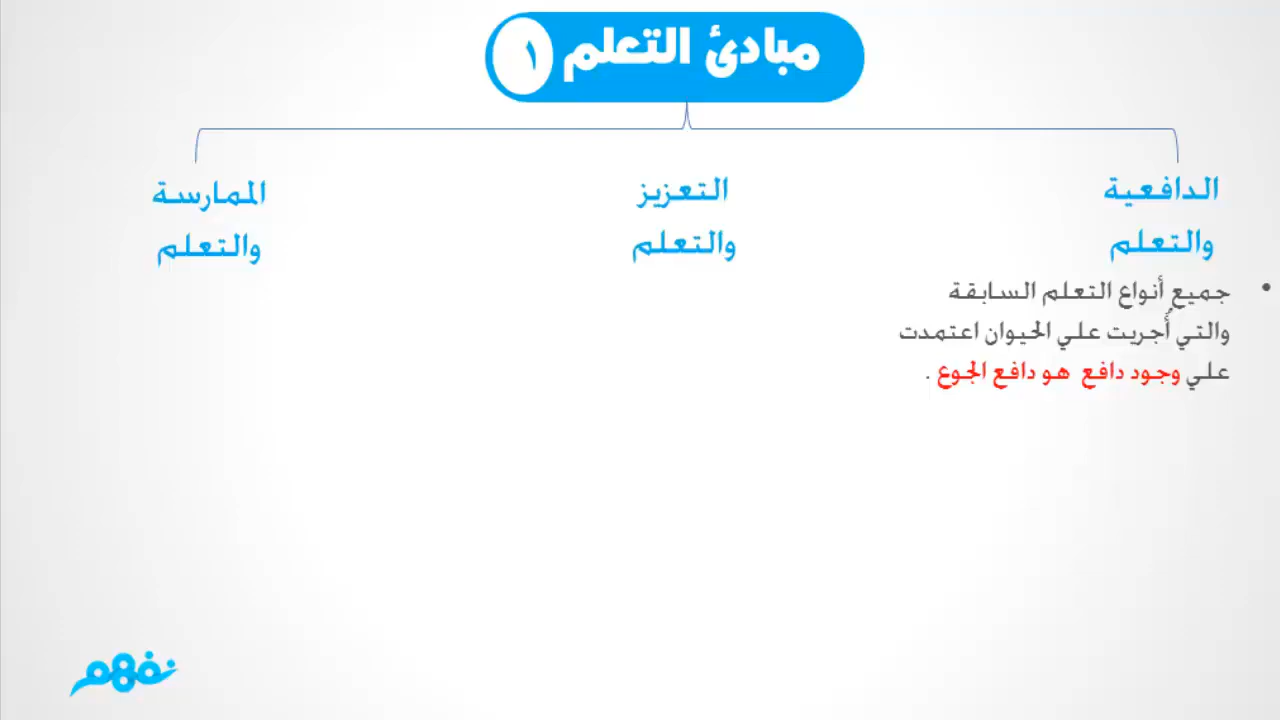 مبادئ التعلم ١
الدافعية
والتعلم
التعزيز
والتعلم
الممارسة
والتعلم
• جميع أنواع التعلم السابقة
والتي أُجريت علي الحيوان اعتمدت
علي وجود دافع هو دافع الجوع .
نفهم